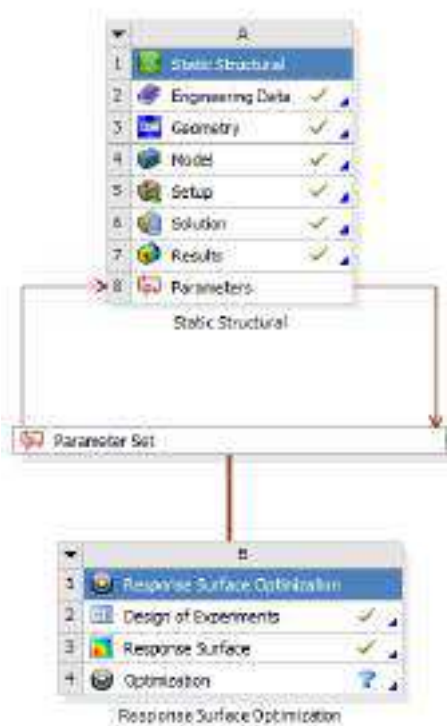 A
1 Static Structural
2 Engineering Data
3 Geometry
4 Model
5 Setup
6 Solution
7 Results
8 Parameters
Static Structural
Parameter Set
B
1 Response Surface Optimization
2 Design of Experiments
3 Response Surface
4 Optimization
Response Surface Optimization